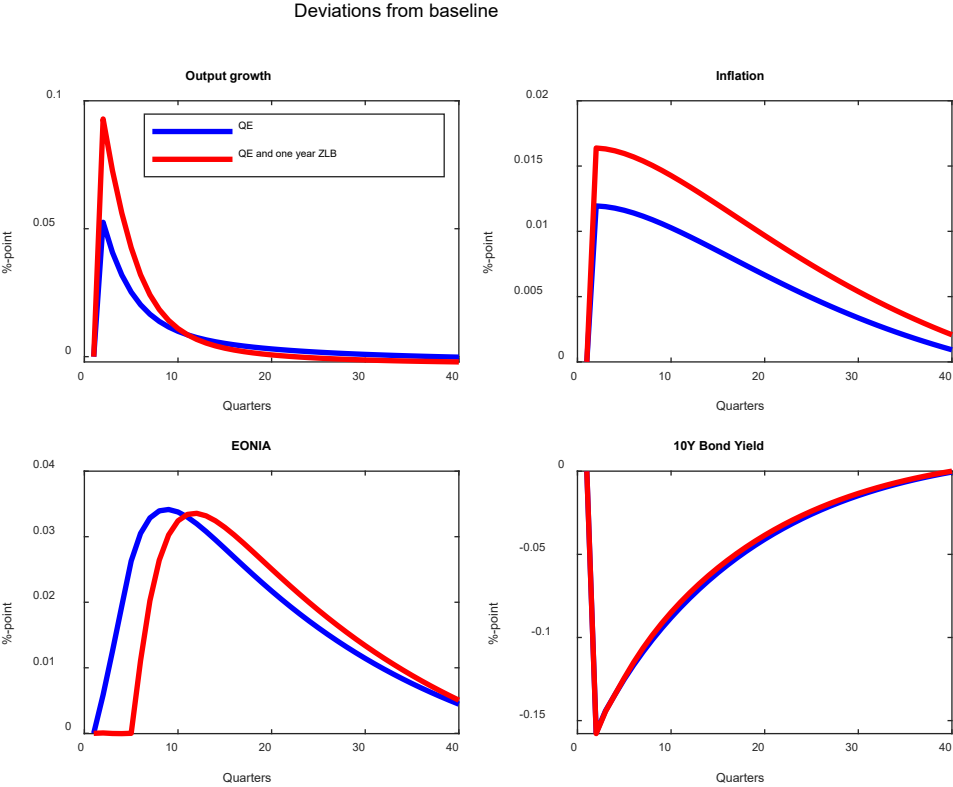 Deviations from baseline
Output growth
0.1
0.05
0
%-point
QE
QE and one year ZLB
0 10 20 30 40
Quarters
Inflation
0.02
0.015
0.01
0.005
0
%-point
0 10 20 30 40
Quarters
EONIA
0.04
0.03
0.02
0.01
0
%-point
0 10 20 30 40
Quarters
10Y Bond Yield
0
-0.05
-0.1
-0.15
%-point
0 10 20 30 40
Quarters